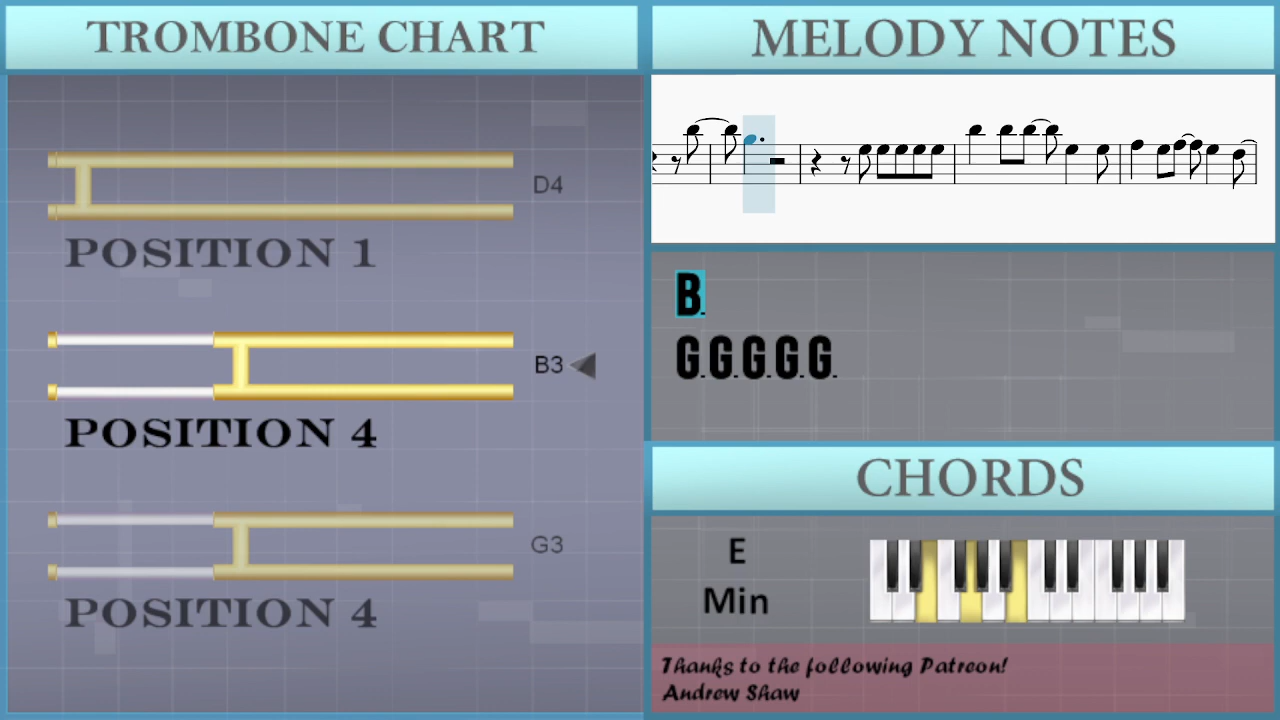 TROMBONE CHART
D4
POSITION 1
B3
POSITION 4
G3
POSITION 4
MELODY NOTES
B.
G.G.G.G.G.
CHORDS
E
Min
Thanks to the following Patreon!
Andrew Shaw